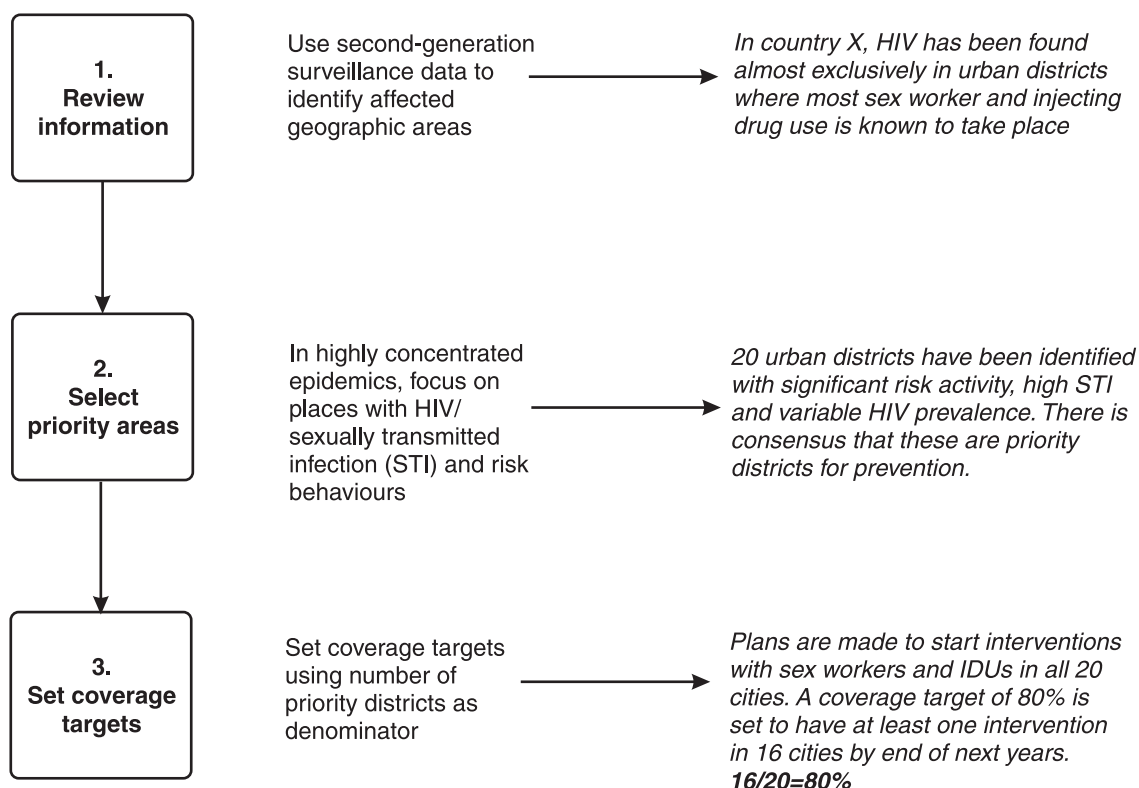 1.
Review
information
Use second-generation
surveillance data to
identify affected
geographic areas
In country X, HIV has been found
almost exclusively in urban districts
where most sex worker and injecting
drug use is known to take place
2.
Select
priority areas
In highly concentrated
epidemics, focus on
places with HIV/
sexually transmitted
infection (STI) and risk
behaviours
20 urban districts have been identified
with significant risk activity, high STI
and variable HIV prevalence. There is
consensus that these are priority
districts for prevention.
3.
Set coverage
targets
Set coverage targets
using number of
priority districts as
denominator
Plans are made to start interventions
with sex workers and IDUs in all 20
cities. A coverage target of 80% is
set to have at least one intervention
in 16 cities by end of next years.
16/20=80%